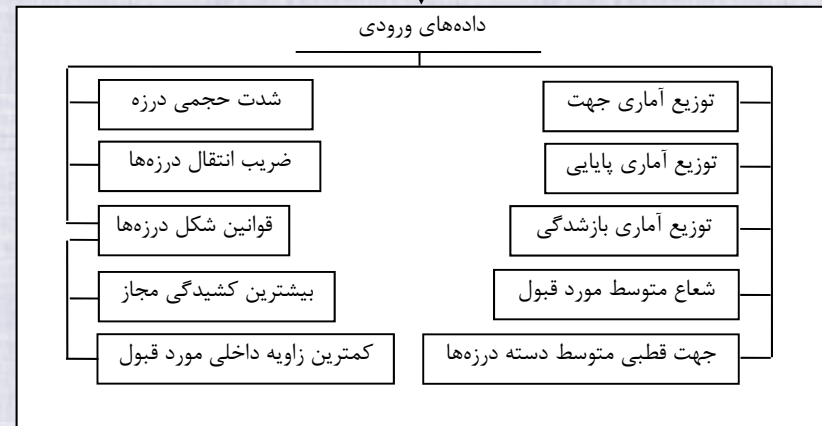 داده‌های ورودی
توزیع آماری جهت
شدت حجمی درزه
توزیع آماری پایایی
ضریب انتقال درزه‌ها
توزیع آماری بازشدگی
قوانین شکل درزه‌ها
شعاع متوسط مورد قبول
بیشترین کشیدگی مجاز
جهت قطبی متوسط دسته درزه‌ها
کمترین زاویه داخلی مورد قبول